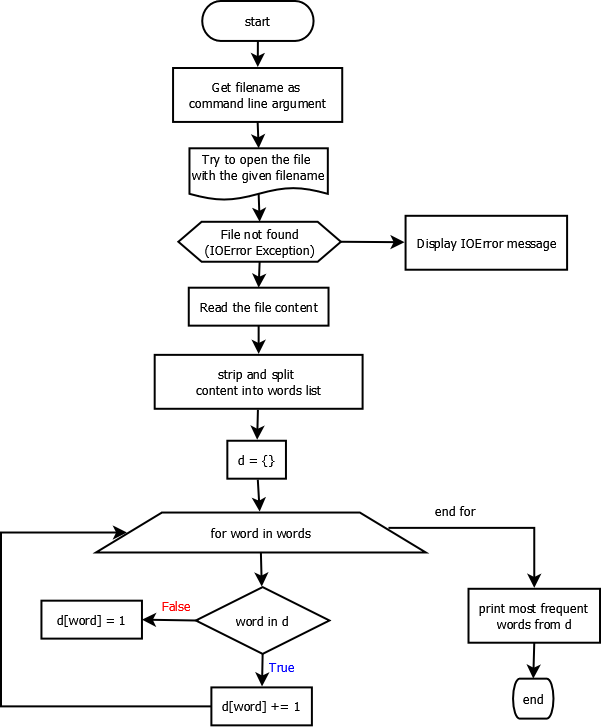 start
Get filename as
command line argument
Try to open the file
with the given filename
File not found
(IOError Exception)
Display IOError message
Read the file content
strip and split
content into words list
d = {}
for word in words
end for
False
d[word] = 1
word in d
print most frequent
words from d
True
d[word] += 1
end